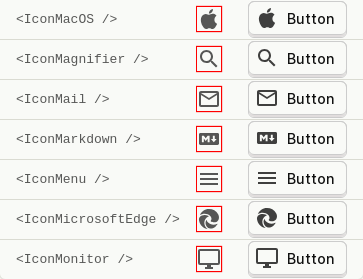 <IconMacOS /> Button
<IconMagnifier /> Button
<IconMail /> Button
<IconMarkdown /> M Button
<IconMenu /> Button
<IconMicrosoftEdge /> Button
<IconMonitor /> Button